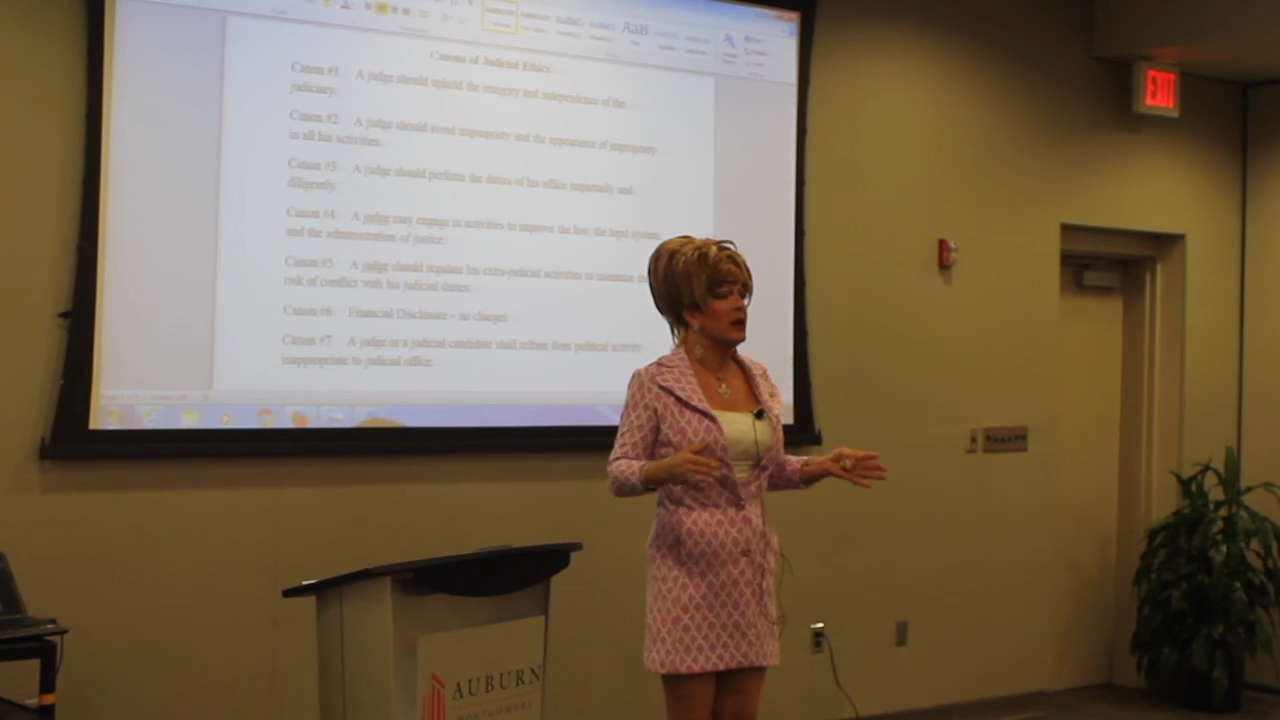 AaB
Canons of Judicial Ethics
Canon #1 A judge should uphold the integrity and independence of the
judiciary.
Canon #2 A judge should avoid impropriety and the appearance of impropriety
in all his activities.
Canon #3 A judge should perform the duties of his office impartially and
diligently.
Canon #4 A judge may engage in activities to improve the law, the legal system,
and the administration of justice.
Canon #5 A judge should regulate his extra-judicial activities to minimize
risk of conflict with his judicial duties.
Canon #6 Financial Disclosure – no changes
Canon #7 A judge or a judicial candidate shall refrain from political activity
inappropriate to judicial office.
EXIT
AUBURN
MONTGOMERY